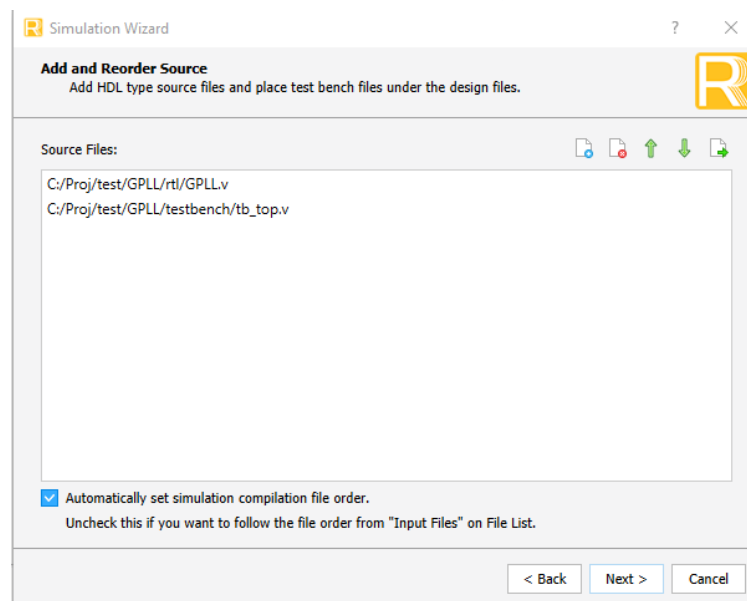 Simulation Wizard
Add and Reorder Source
Add HDL type source files and place test bench files under the design files.
Source Files:
C:/Proj/test/GPLL/rtl/GPLL.v
C:/Proj/test/GPLL/testbench/tb_top.v
Automatically set simulation compilation file order.
Uncheck this if you want to follow the file order from "Input Files" on File List.
< Back Next > Cancel